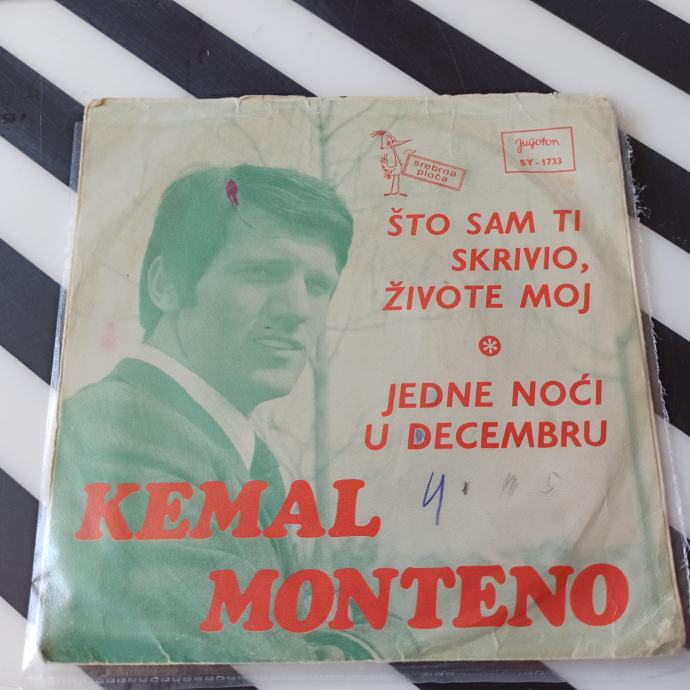 srebrna
ploča
Jugoton
SY-1733
ŠTO SAM TI
SKRIVIO,
ŽIVOTE MOJ
JEDNE NOĆI
U DECEMBRU
KEMAL
MONTENO